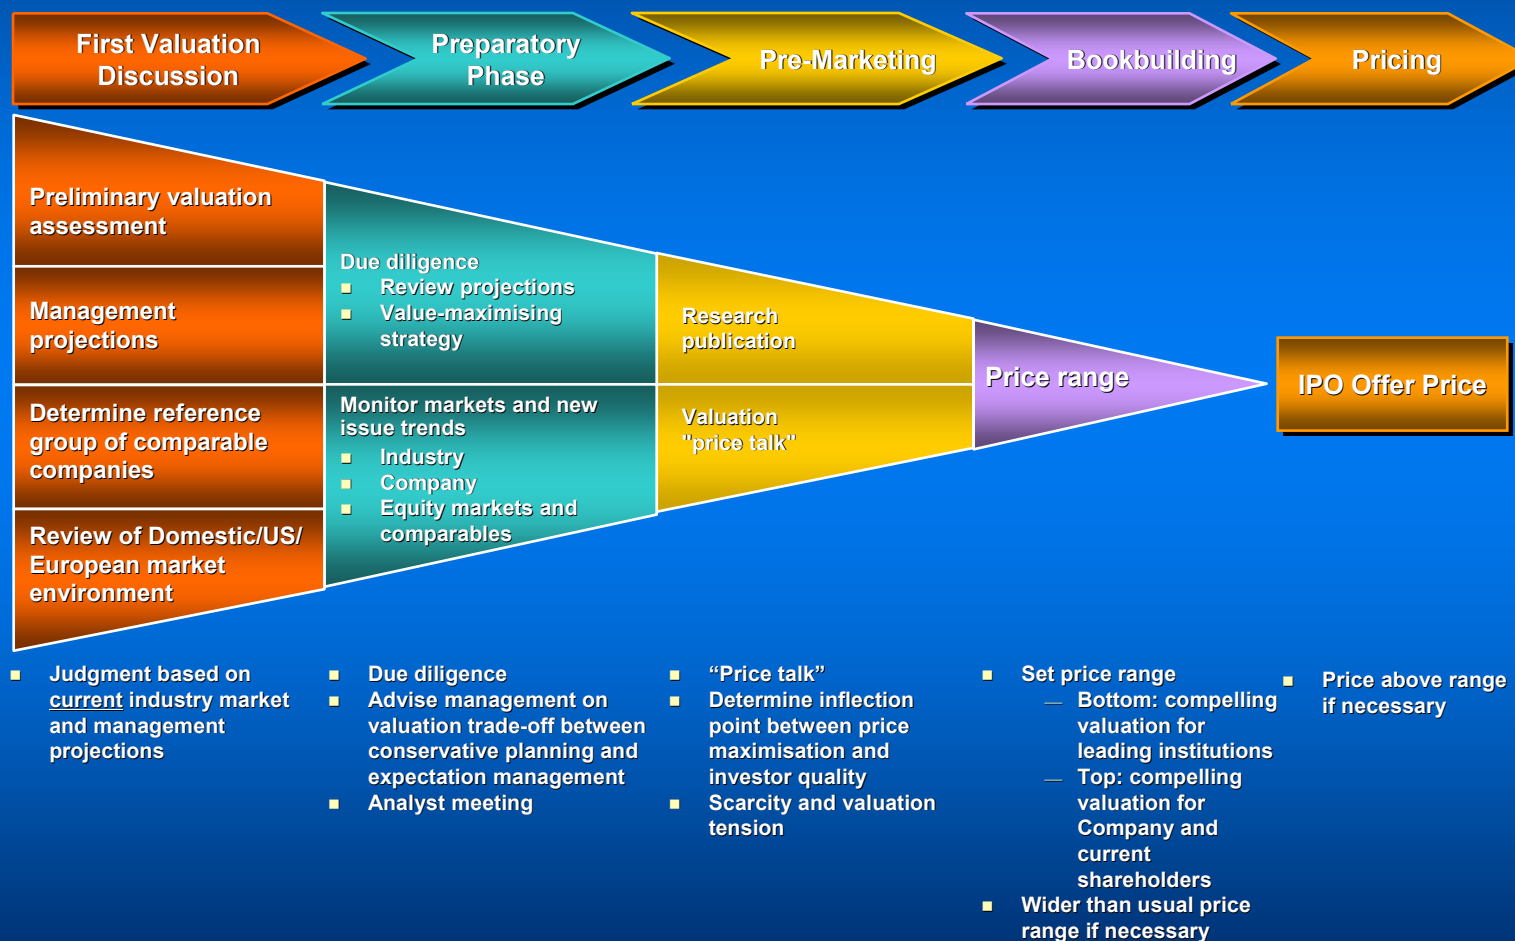 First Valuation
Discussion
Preparatory
Phase
Pre-Marketing
Bookbuilding
Pricing
Preliminary valuation
assessment
Management
projections
Determine reference
group of comparable
companies
Review of Domestic/US/
European market
environment
Due diligence
■ Review projections
■ Value-maximising
strategy
Monitor markets and new
issue trends
■ Industry
■ Company
■ Equity markets and
comparables
Research
publication
Valuation
"price talk"
Price range
IPO Offer Price
■ Judgment based on
current industry market
and management
projections
■ Due diligence
■ Advise management on
valuation trade-off between
conservative planning and
expectation management
■ Analyst meeting
■ “Price talk”
■ Determine inflection
point between price
maximisation and
investor quality
■ Scarcity and valuation
tension
■ Set price range
— Bottom: compelling
valuation for
leading institutions
— Top: compelling
valuation for
Company and
current
shareholders
■ Wider than usual price
range if necessary
■ Price above range
if necessary